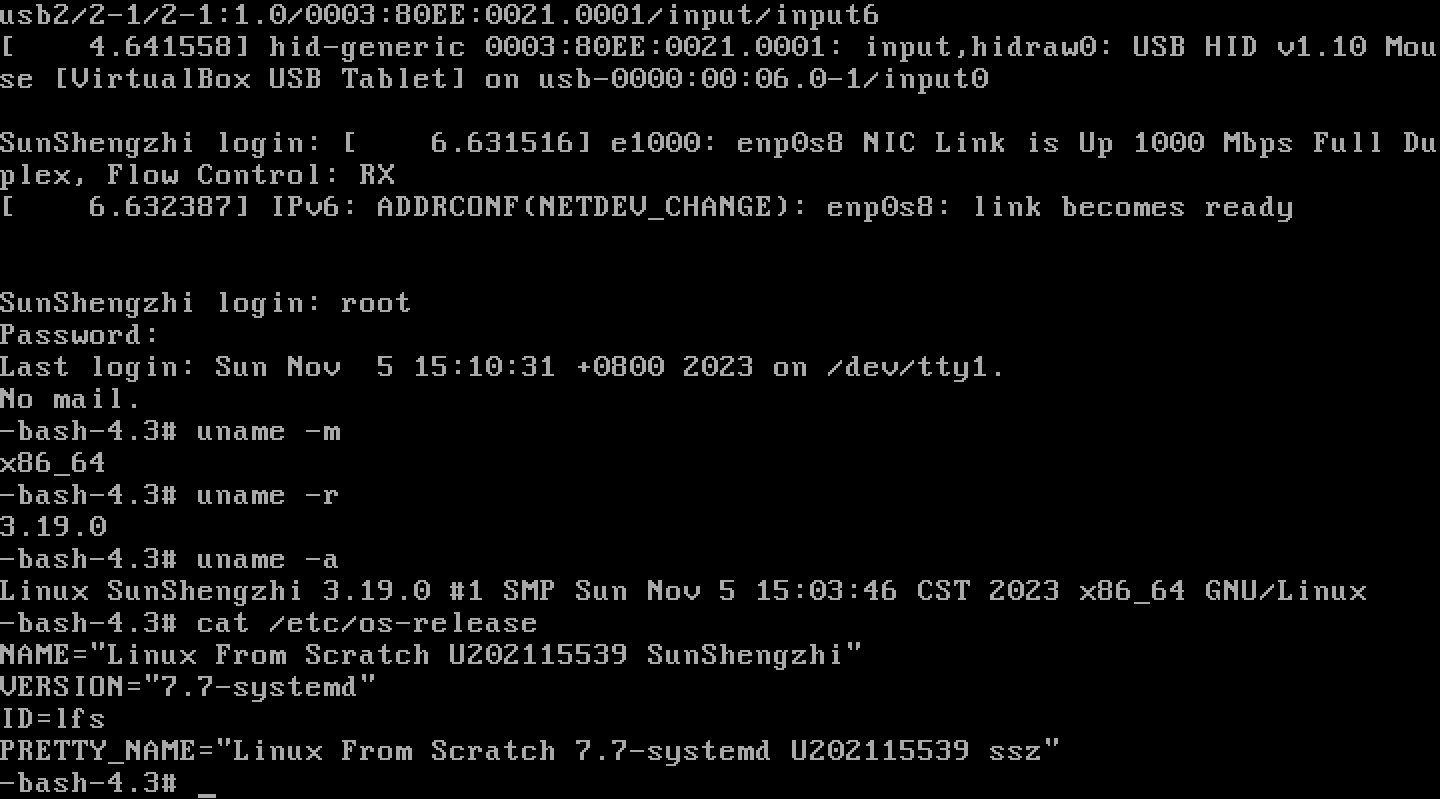 usb2/2-1/2-1:1.0/0003:80EE:0021.0001/input/input6
[    4.641558] hid-generic 0003:80EE:0021.0001: input,hidraw0: USB HID v1.10 Mou
se [VirtualBox USB Tablet] on usb-0000:00:06.0-1/input0
SunShengzhi login: [    6.631516] e1000: enp0s8 NIC Link is Up 1000 Mbps Full Du
plex, Flow Control: RX
[    6.632387] IPv6: ADDRCONF(NETDEV_CHANGE): enp0s8: link becomes ready
SunShengzhi login: root
Password:
Last login: Sun Nov  5 15:10:31 +0800 2023 on /dev/tty1.
No mail.
-bash-4.3# uname -m
x86_64
-bash-4.3# uname -r
3.19.0
-bash-4.3# uname -a
Linux SunShengzhi 3.19.0 #1 SMP Sun Nov 5 15:03:46 CST 2023 x86_64 GNU/Linux
-bash-4.3# cat /etc/os-release
NAME="Linux From Scratch U202115539 SunShengzhi"
VERSION="7.7-systemd"
ID=lfs
PRETTY_NAME="Linux From Scratch 7.7-systemd U202115539 ssz"
-bash-4.3# _